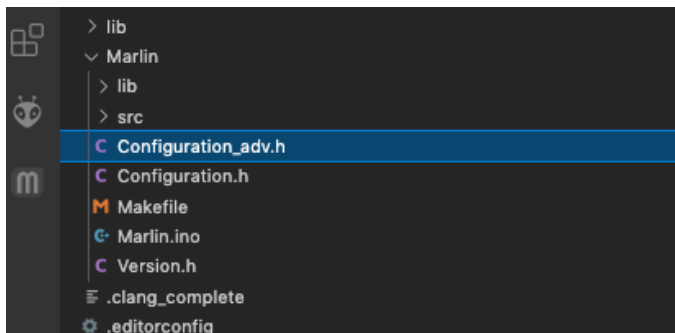 lib
Marlin
lib
src
C Configuration_adv.h
C Configuration.h
M Makefile
Marlin.ino
C Version.h
.clang_complete
.editorconfig
m